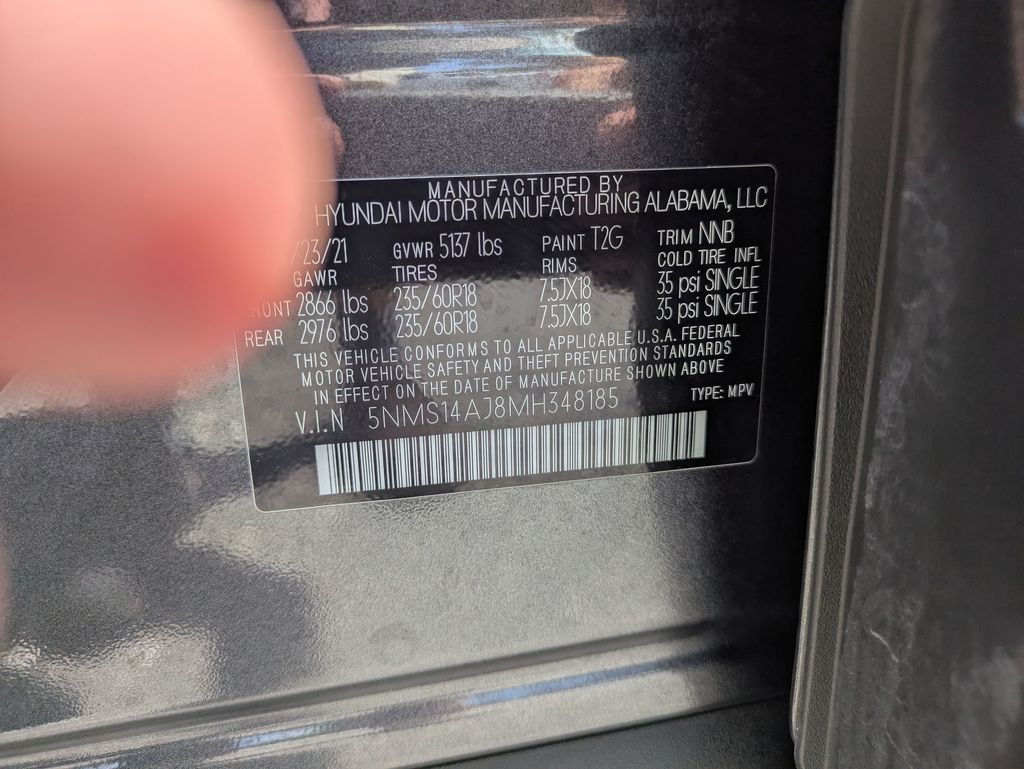 MANUFACTURED BY
HYUNDAI MOTOR MANUFACTURING ALABAMA, LLC
/23/21 GVWR 5137 lbs PAINT T2G TRIM NNB
GAWR TIRES RIMS COLD TIRE INFL
2866 lbs 235/60R18 7.5JX18 35 psi SINGLE
REAR 2976 lbs 235/60R18 7.5JX18 35 psi SINGLE
THIS VEHICLE CONFORMS TO ALL APPLICABLE U.S.A. FEDERAL
MOTOR VEHICLE SAFETY AND THEFT PREVENTION STANDARDS
IN EFFECT ON THE DATE OF MANUFACTURE SHOWN ABOVE
V.I.N 5NMS14AJ8MH348185 TYPE: MPV